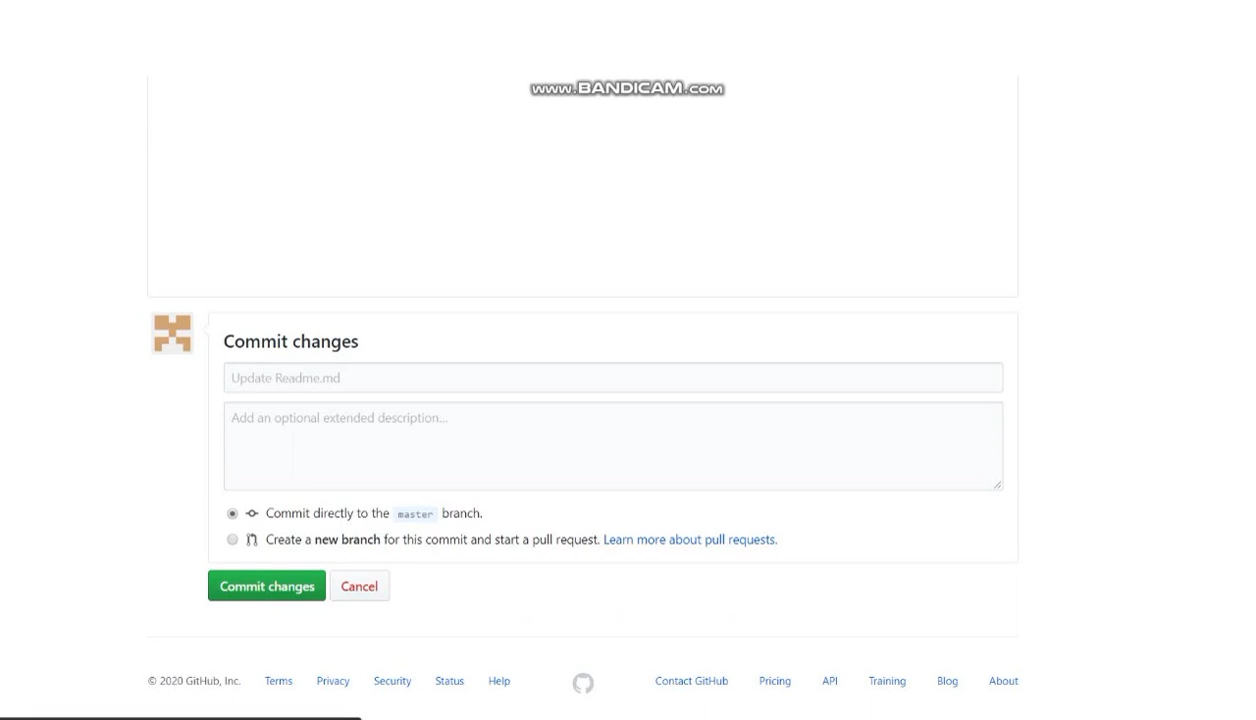 www.BANDICAM.com
Commit changes
Update Readme.md
Add an optional extended description...
Commit directly to the master branch.
Create a new branch for this commit and start a pull request. Learn more about pull requests.
Commit changes Cancel
© 2020 GitHub, Inc. Terms Privacy Security Status Help Contact GitHub Pricing API Training Blog About